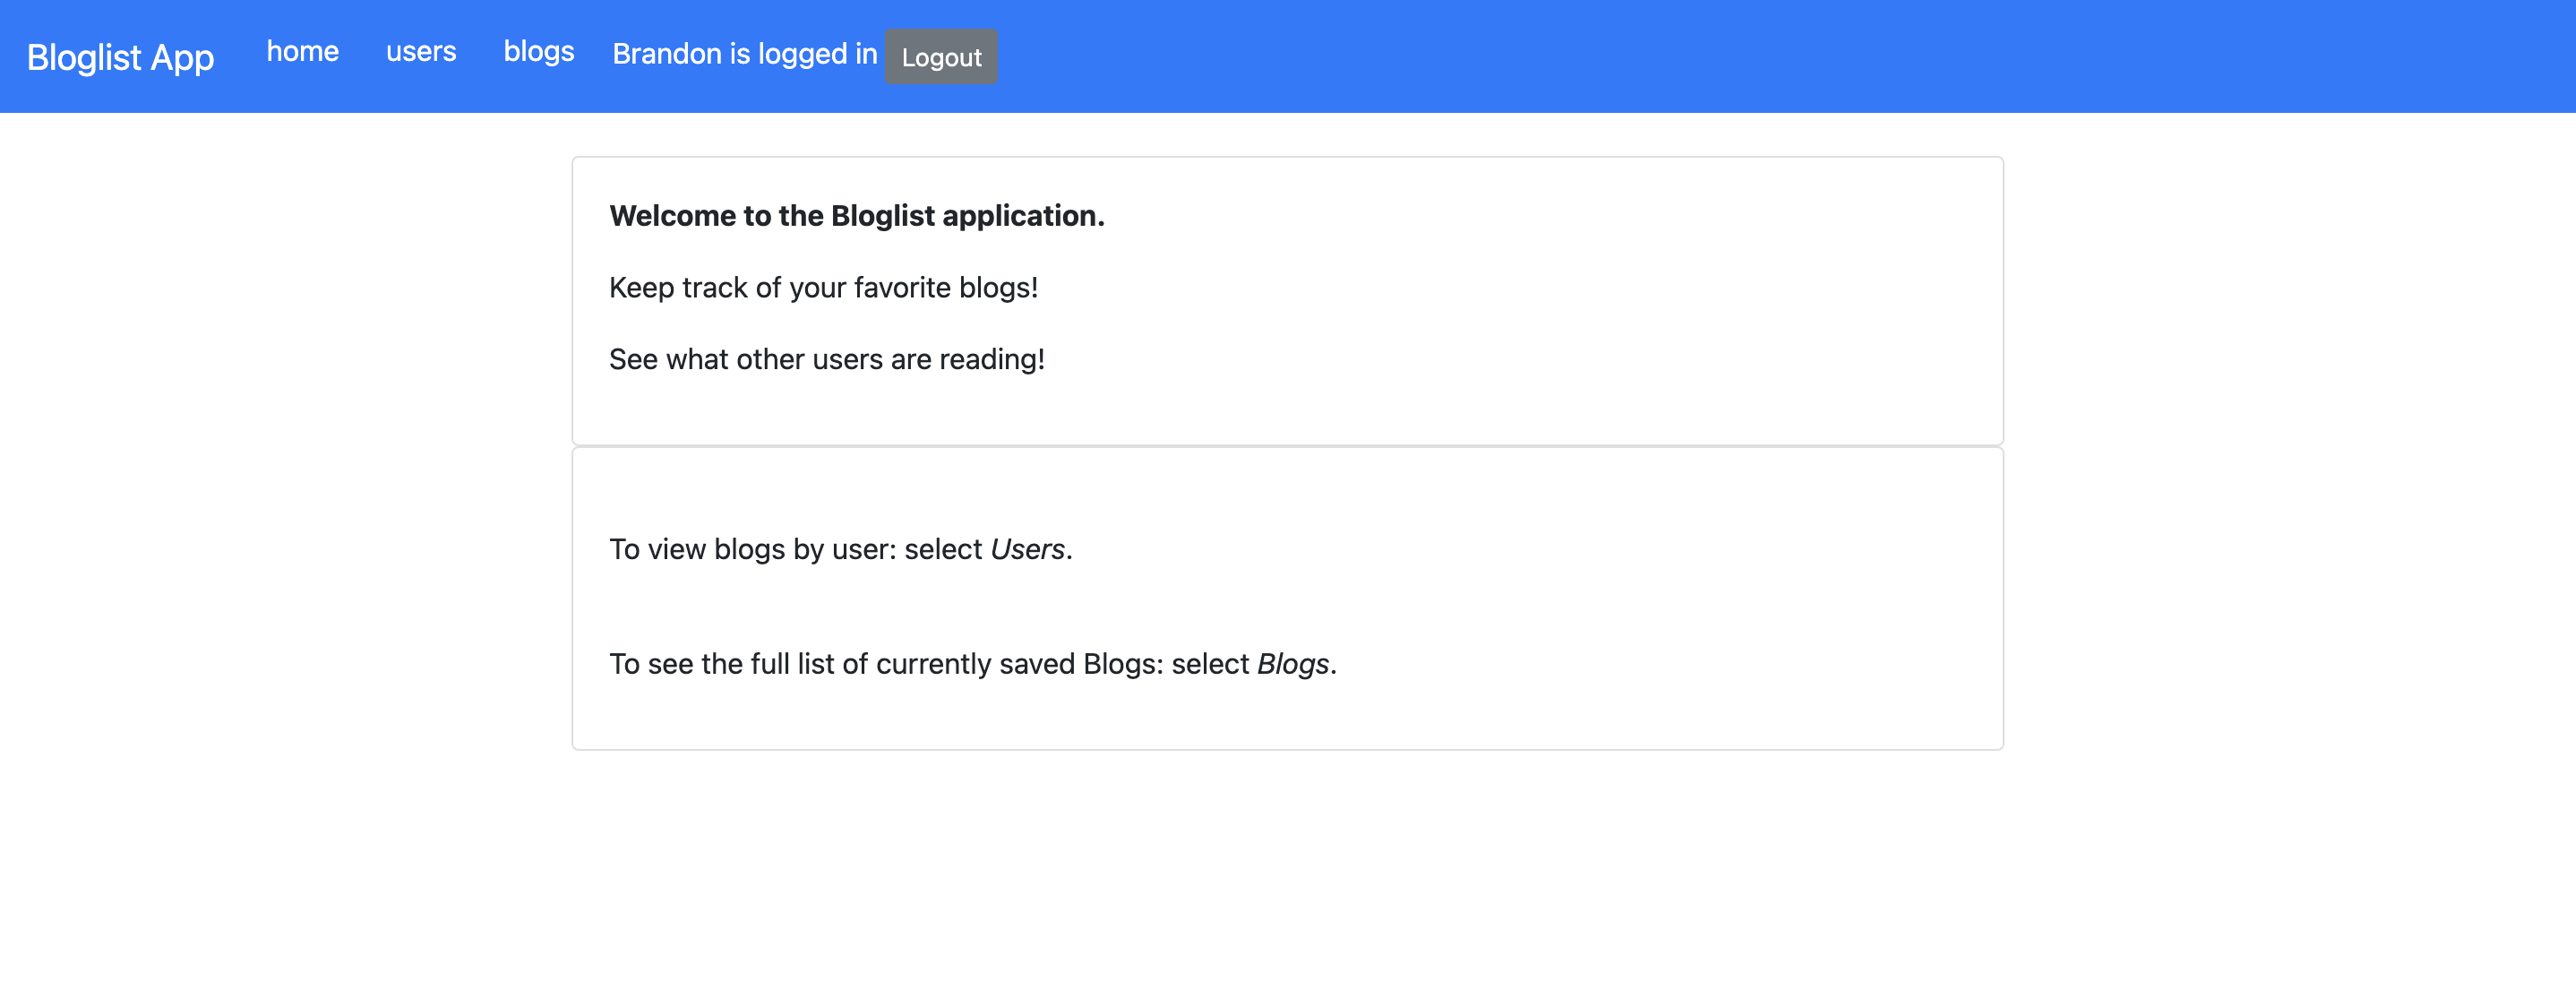 Bloglist App home users blogs Brandon is logged in Logout
Welcome to the Bloglist application.
Keep track of your favorite blogs!
See what other users are reading!
To view blogs by user: select Users.
To see the full list of currently saved Blogs: select Blogs.